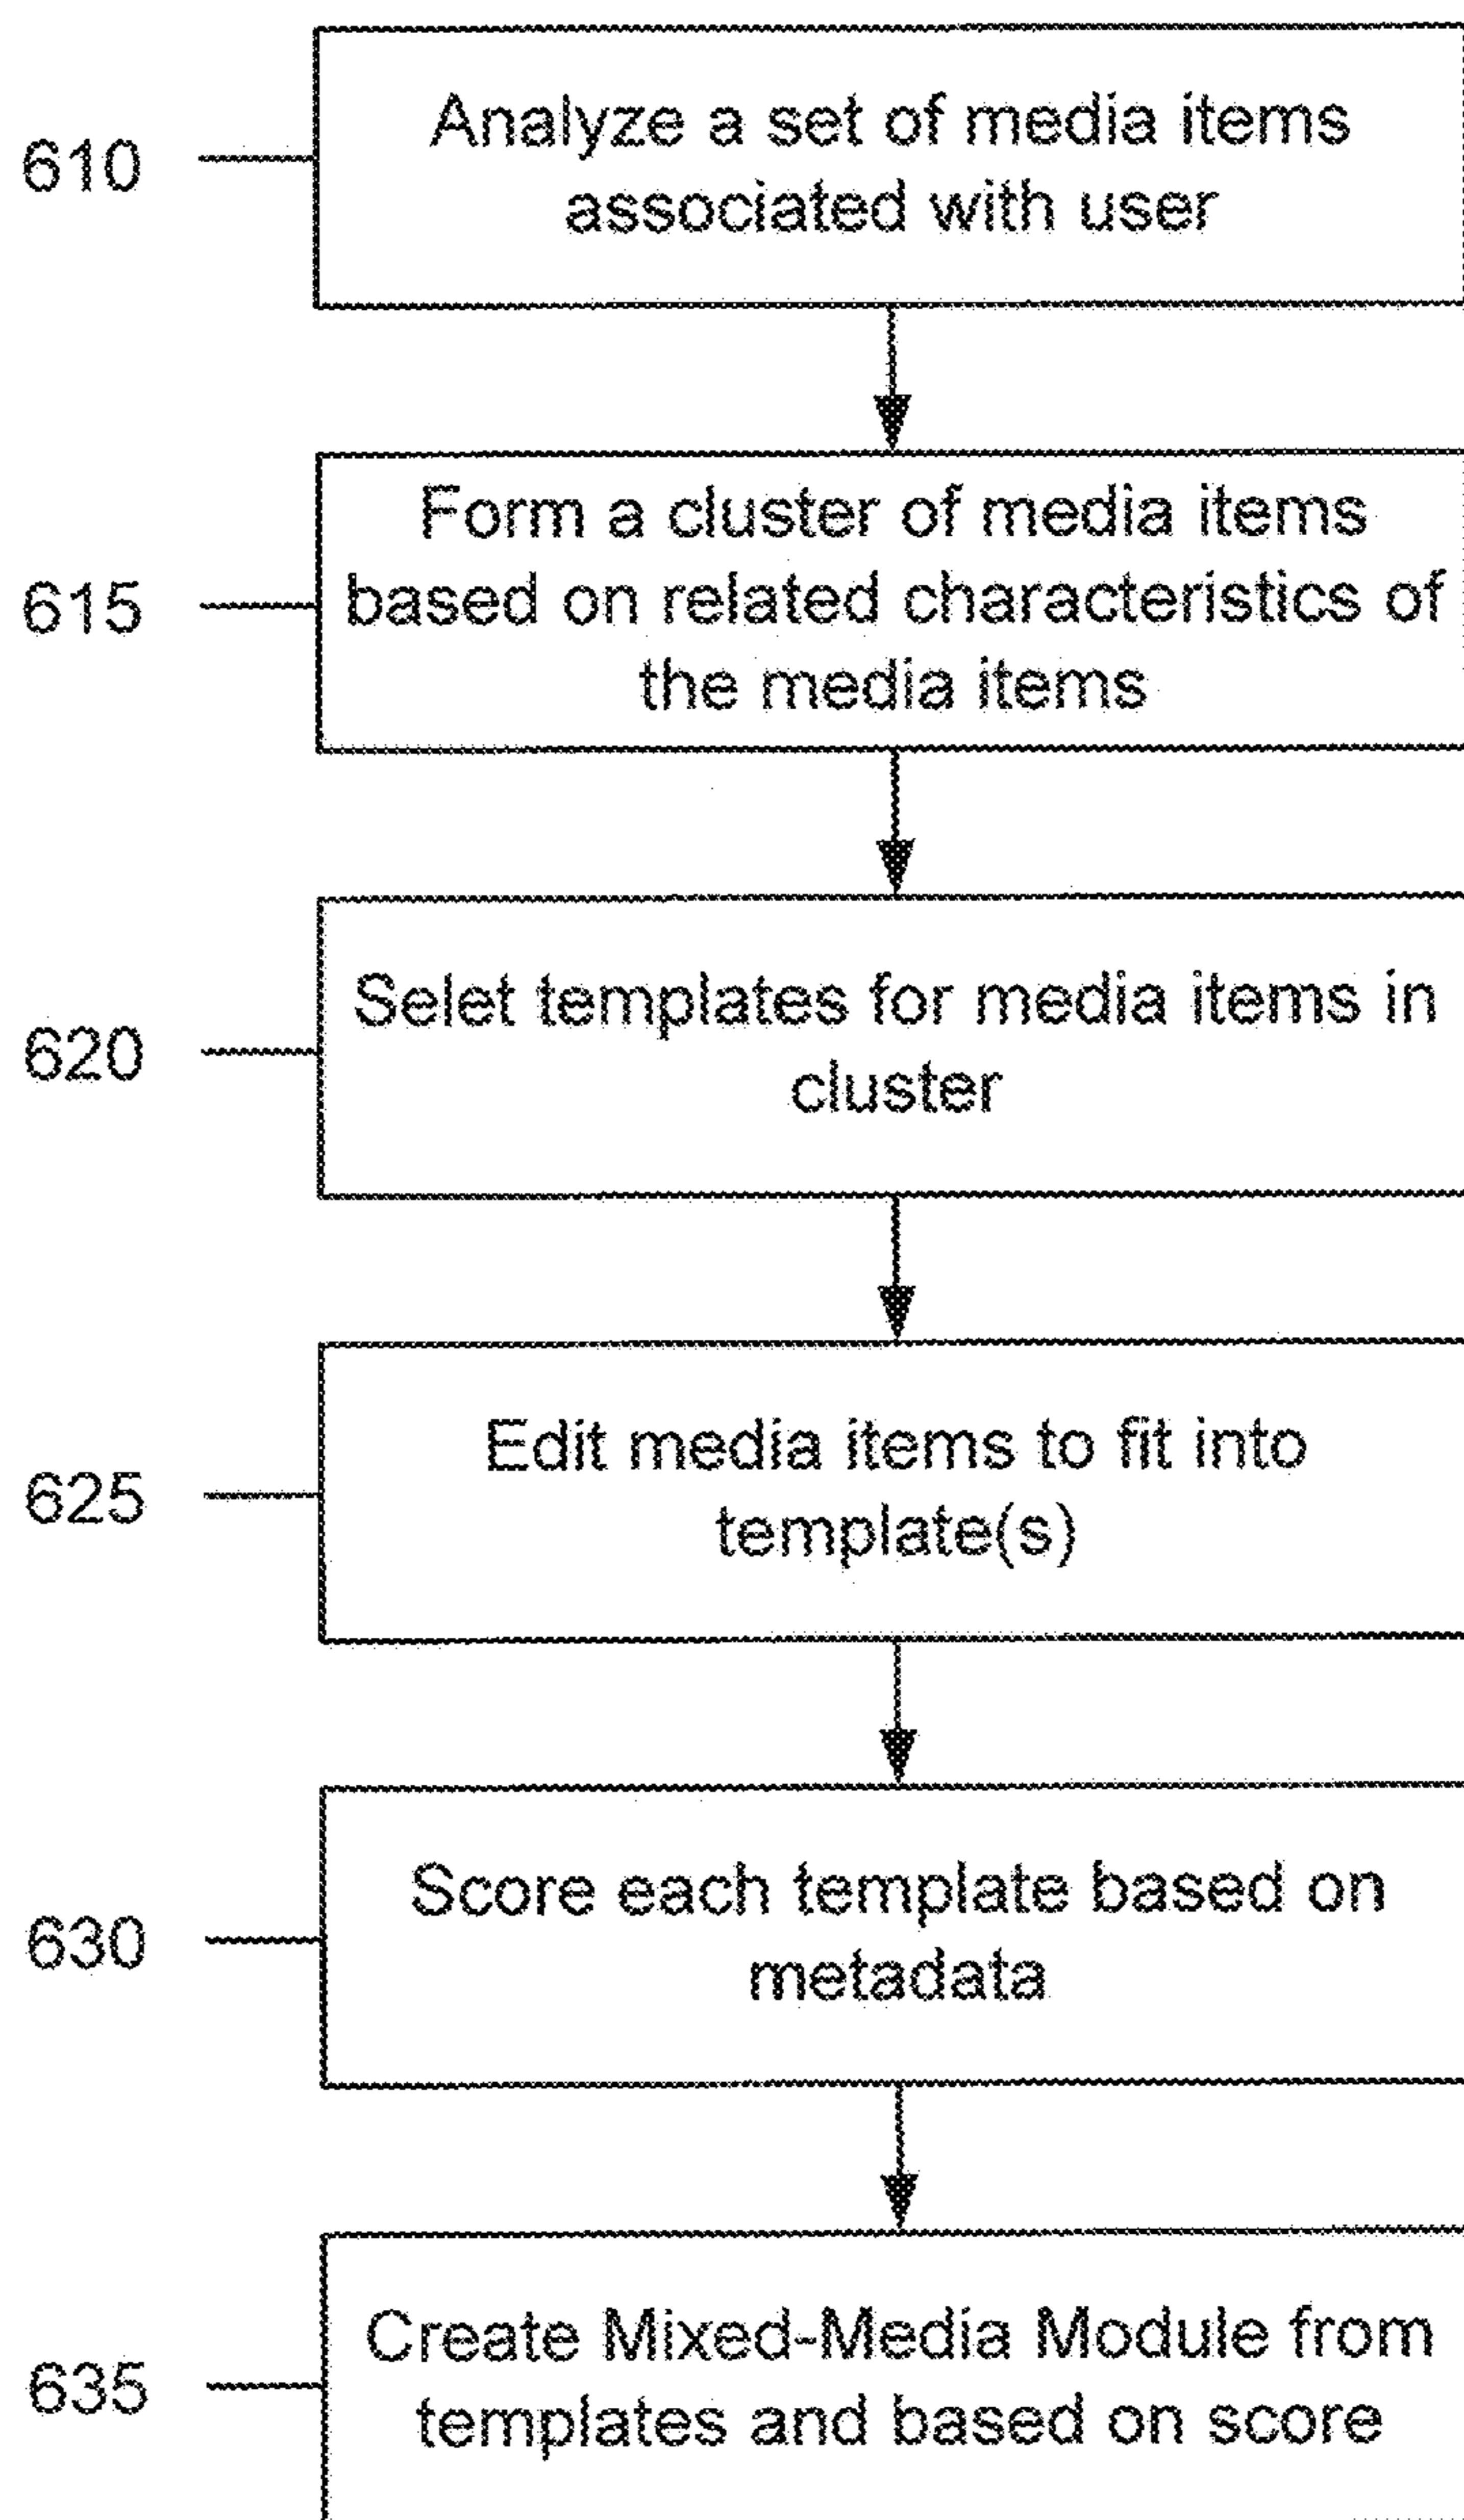 610
Analyze a set of media items
associated with user
615
Form a cluster of media items
based on related characteristics of
the media items
620
Selet templates for media items in
cluster
625
Edit media items to fit into
template(s)
630
Score each template based on
metadata
635
Create Mixed-Media Module from
templates and based on score